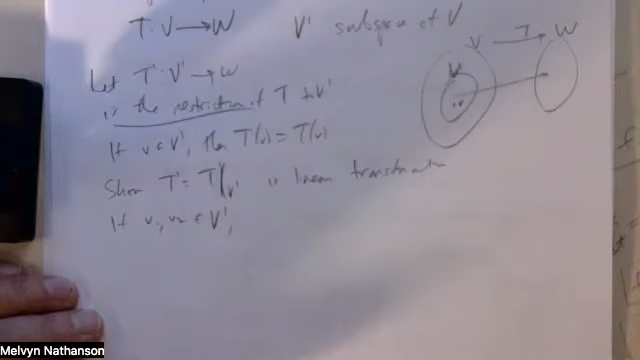 T: V → W V' subspace of V
Let T': V' → W
is the restriction of T to V'
If v ∈ V', then T'(v) = T(v)
Show T' = T|V' is linear transformation
If v₁, v₂ ∈ V',
V T W
V'
Melvyn Nathanson